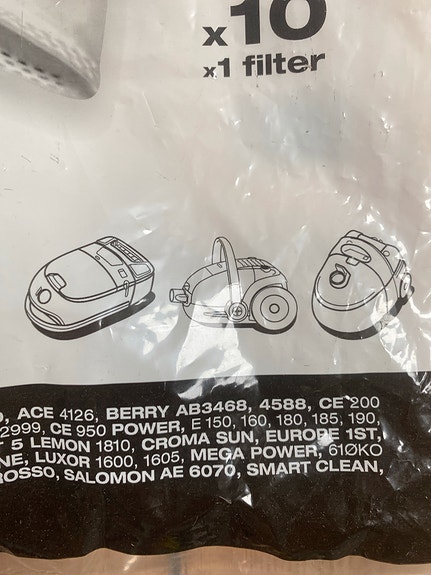 x10
x1 filter
ACE 4126, BERRY AB3468, 4588, CE 200
2999, CE 950 POWER, E 150, 160, 180, 185, 190,
5 LEMON 1810, CROMA SUN, EUROPE 1ST,
NE, LUXOR 1600, 1605, MEGA POWER, 610KO
ROSSO, SALOMON AE 6070, SMART CLEAN,